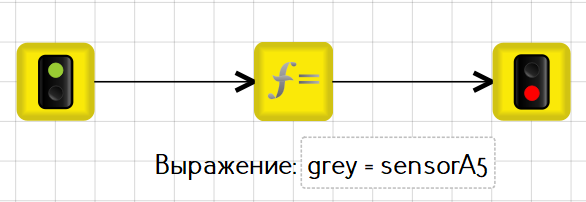 f=
Выражение: grey = sensorA5